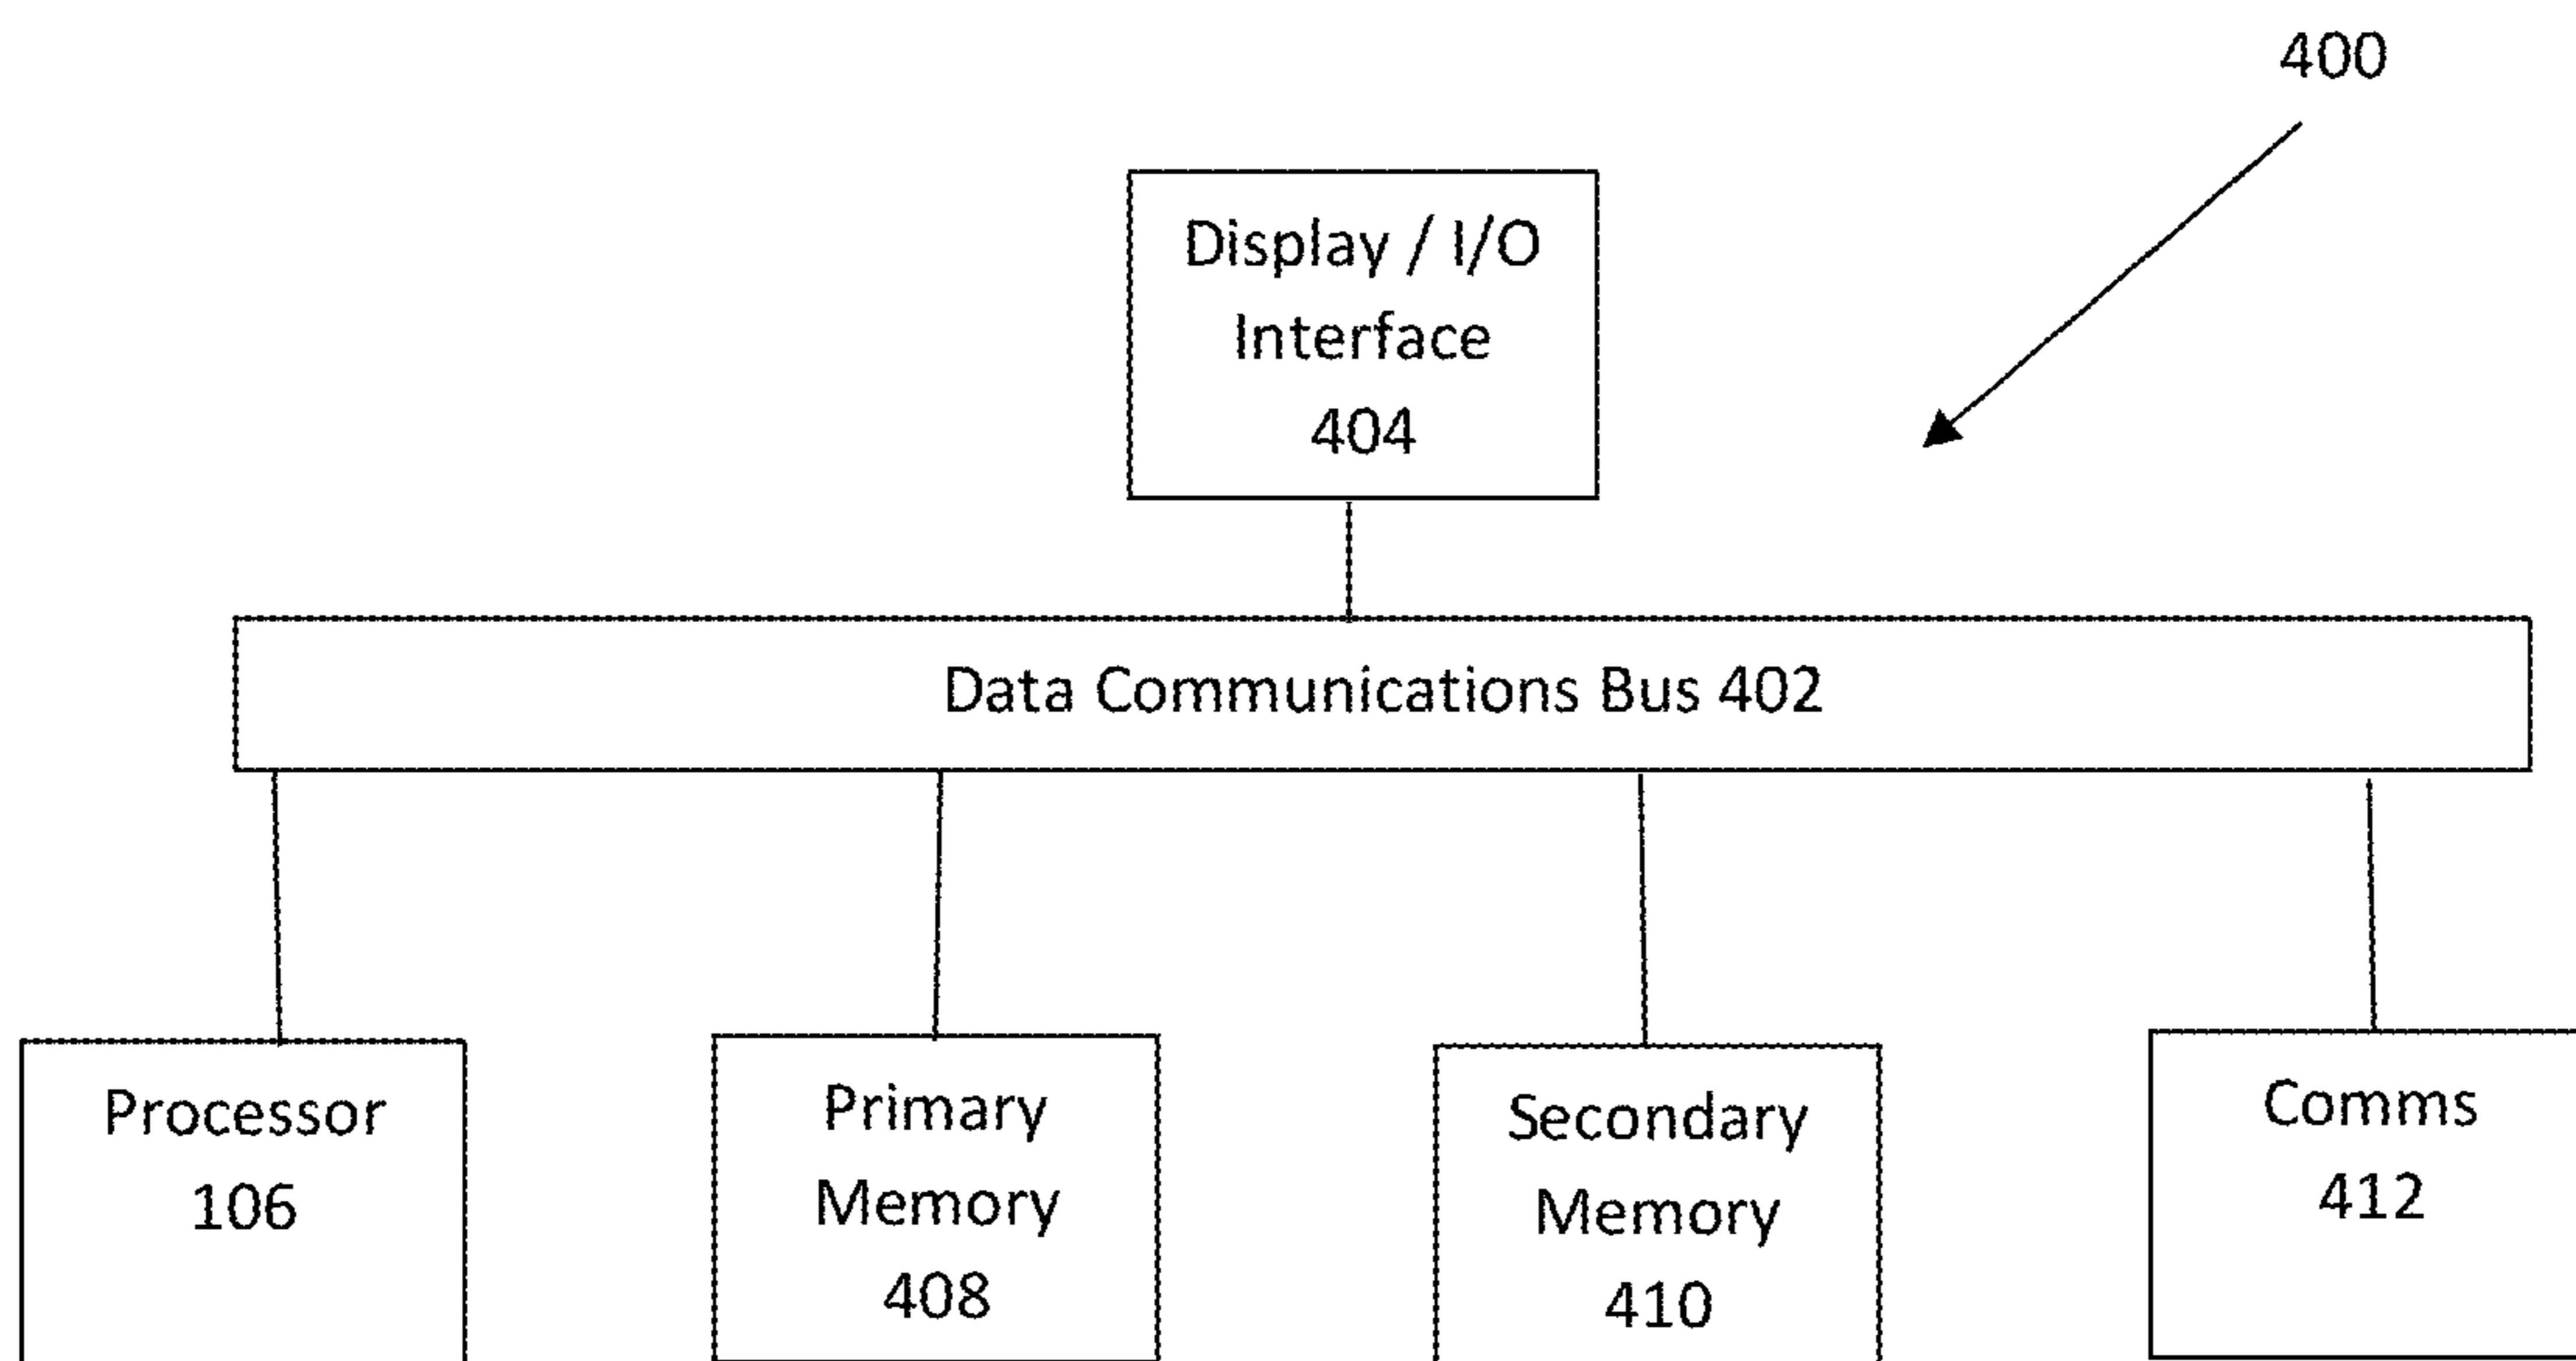 400
Display / I/O
Interface
404
Data Communications Bus 402
Processor
106
Primary
Memory
408
Secondary
Memory
410
Comms
412